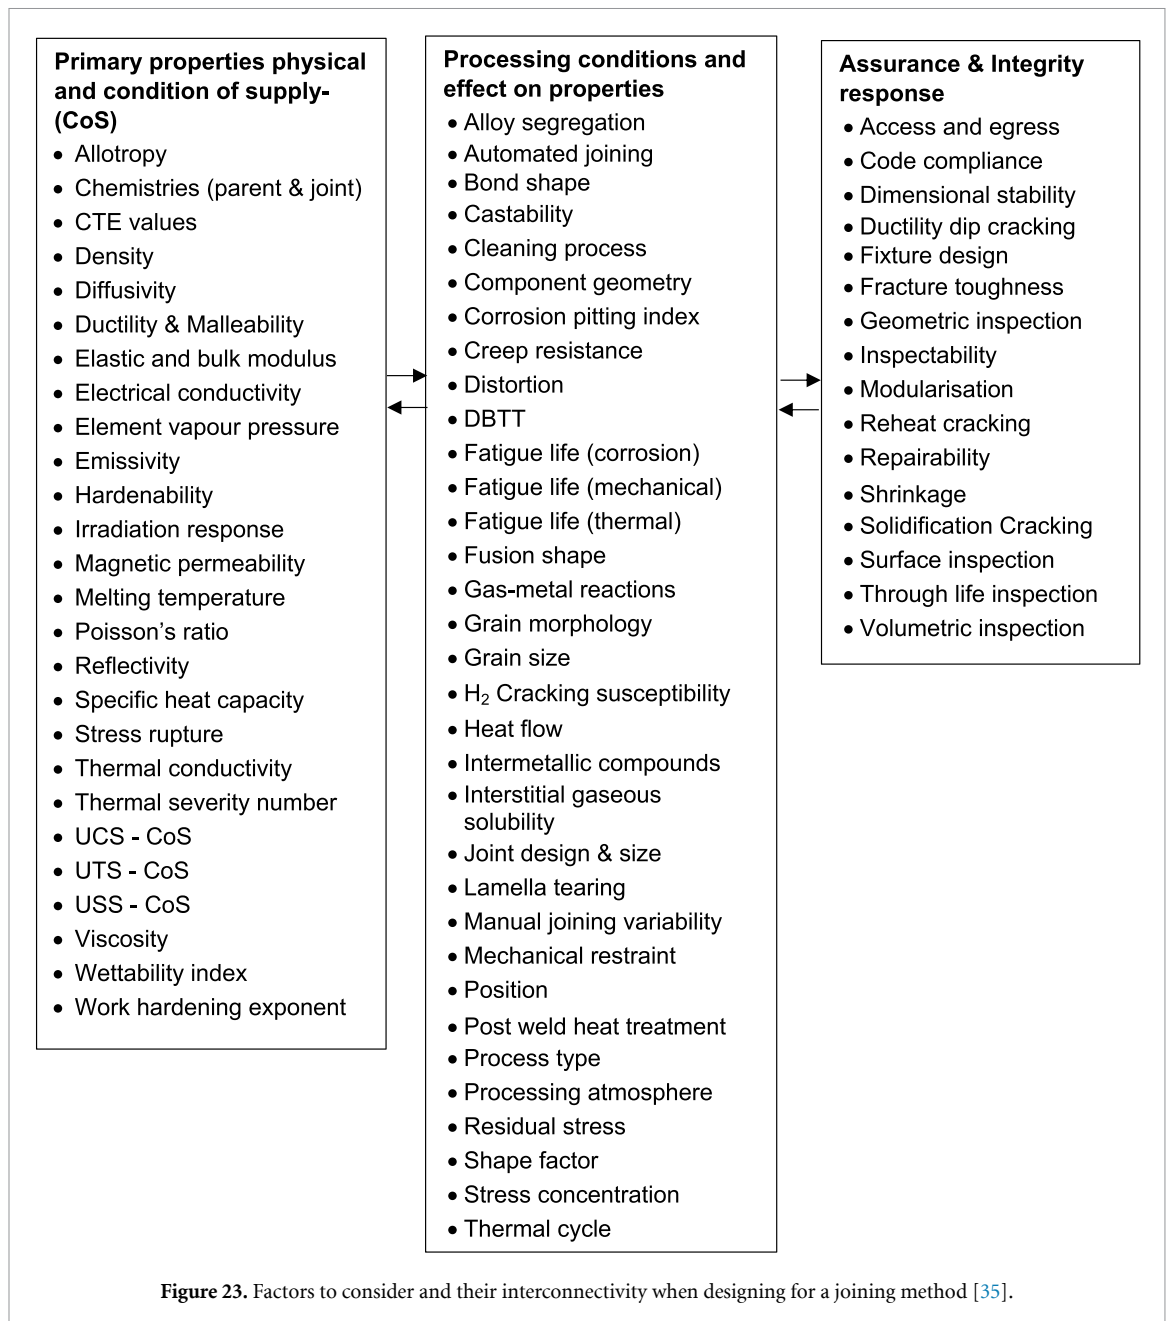 Primary properties physical
and condition of supply-
(CoS)
• Allotropy
• Chemistries (parent & joint)
• CTE values
• Density
• Diffusivity
• Ductility & Malleability
• Elastic and bulk modulus
• Electrical conductivity
• Element vapour pressure
• Emissivity
• Hardenability
• Irradiation response
• Magnetic permeability
• Melting temperature
• Poisson’s ratio
• Reflectivity
• Specific heat capacity
• Stress rupture
• Thermal conductivity
• Thermal severity number
• UCS - CoS
• UTS - CoS
• USS - CoS
• Viscosity
• Wettability index
• Work hardening exponent
Processing conditions and
effect on properties
• Alloy segregation
• Automated joining
• Bond shape
• Castability
• Cleaning process
• Component geometry
• Corrosion pitting index
• Creep resistance
• Distortion
• DBTT
• Fatigue life (corrosion)
• Fatigue life (mechanical)
• Fatigue life (thermal)
• Fusion shape
• Gas-metal reactions
• Grain morphology
• Grain size
• H₂ Cracking susceptibility
• Heat flow
• Intermetallic compounds
• Interstitial gaseous
solubility
• Joint design & size
• Lamella tearing
• Manual joining variability
• Mechanical restraint
• Position
• Post weld heat treatment
• Process type
• Processing atmosphere
• Residual stress
• Shape factor
• Stress concentration
• Thermal cycle
Assurance & Integrity
response
• Access and egress
• Code compliance
• Dimensional stability
• Ductility dip cracking
• Fixture design
• Fracture toughness
• Geometric inspection
• Inspectability
• Modularisation
• Reheat cracking
• Repairability
• Shrinkage
• Solidification Cracking
• Surface inspection
• Through life inspection
• Volumetric inspection
Figure 23. Factors to consider and their interconnectivity when designing for a joining method [35].